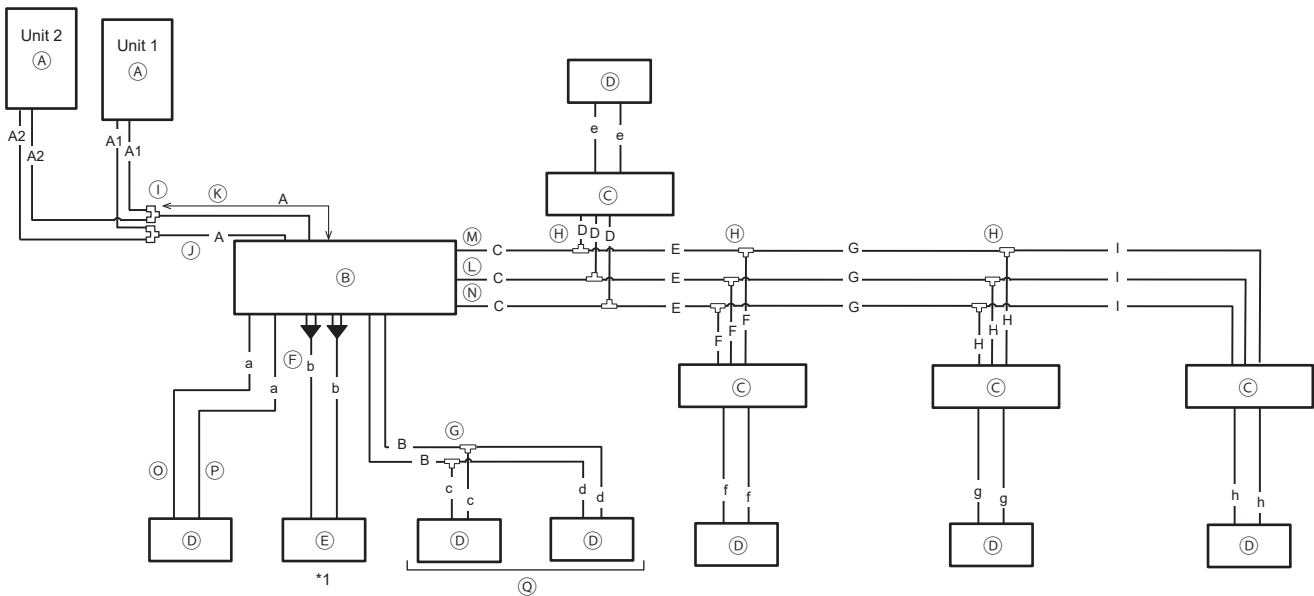 Unit 2
Ⓐ
Unit 1
Ⓐ
Ⓓ
A2 A2 A1 A1
e e
Ⓘ Ⓚ A
Ⓒ
Ⓗ D D D
Ⓙ A
Ⓜ C E Ⓗ G Ⓗ I
Ⓑ Ⓛ C E G I
Ⓝ C E G I
F F F H H H
a a Ⓕ b b
Ⓒ Ⓒ Ⓒ
B Ⓖ
B
Ⓞ Ⓟ
c c d d
f f g g h h
Ⓓ Ⓔ Ⓓ Ⓓ Ⓓ Ⓓ Ⓓ
*1
Ⓠ